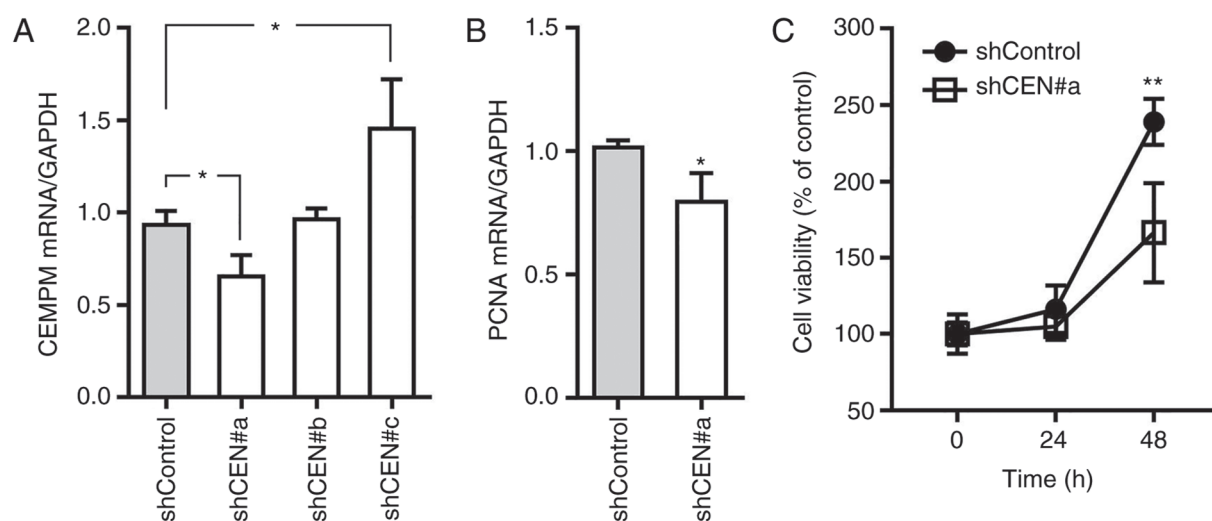 A
CEMPM mRNA/GAPDH
2.0
1.5
1.0
0.5
0.0
*
*
shControl
shCEN#a
shCEN#b
shCEN#c
B
PCNA mRNA/GAPDH
1.5
1.0
0.5
0.0
*
shControl
shCEN#a
C
Cell viability (% of control)
300
250
200
150
100
50
shControl
shCEN#a
**
0 24 48
Time (h)